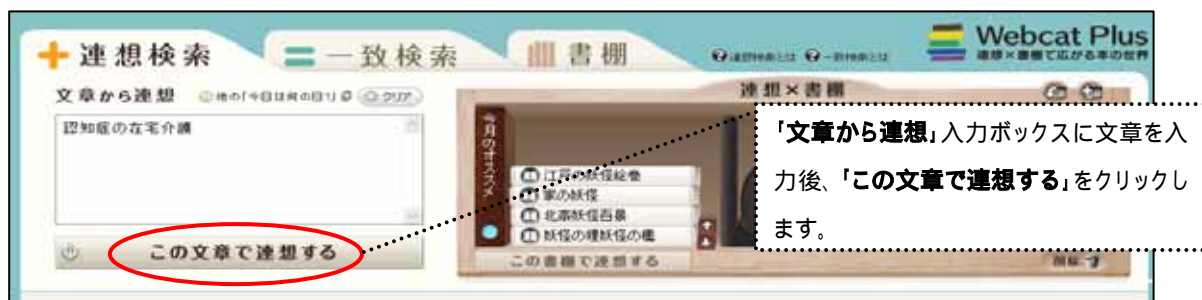 連想検索
一致検索
書棚
Webcat Plus
連想×書棚で広がる本の世界
文章から連想
クリア
認知症の在宅介護
この文章で連想する
連想×書棚
今月のオススメ
江戸の妖怪絵巻
家の妖怪
北斎妖怪百景
妖怪の理妖怪の檻
この書棚で連想する
「文章から連想」入力ボックスに文章を入
力後、「この文章で連想する」をクリックし
ます。